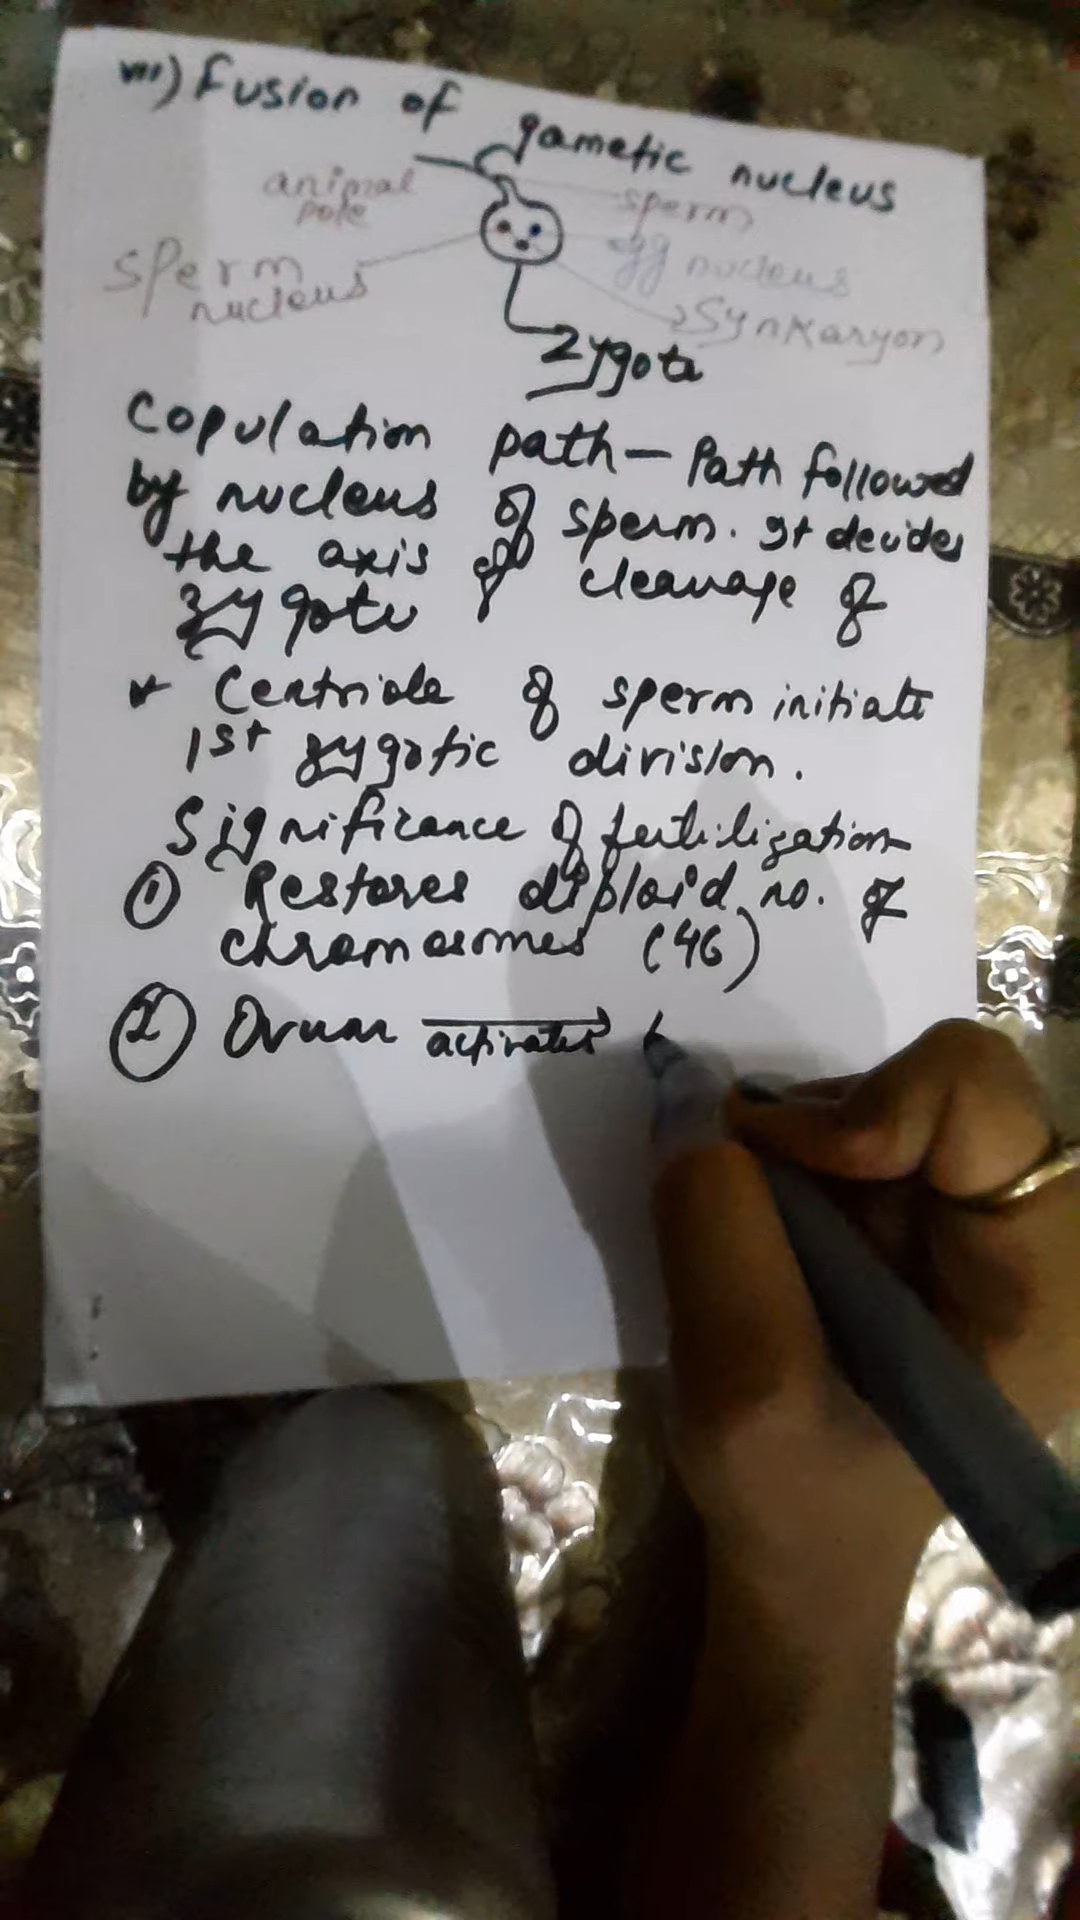 VIII) Fusion of gametic nucleus
animal pole
sperm
sperm nucleus
egg nucleus
Synkaryon
Zygote
Copulation path - Path followed
by nucleus of sperm. It decides
the axis of cleavage of
zygote
* Centriole of sperm initiate
1st zygotic division.
Significance of fertilization-
① Restores diploid no. of
chromosomes (46)
② Ovum activates